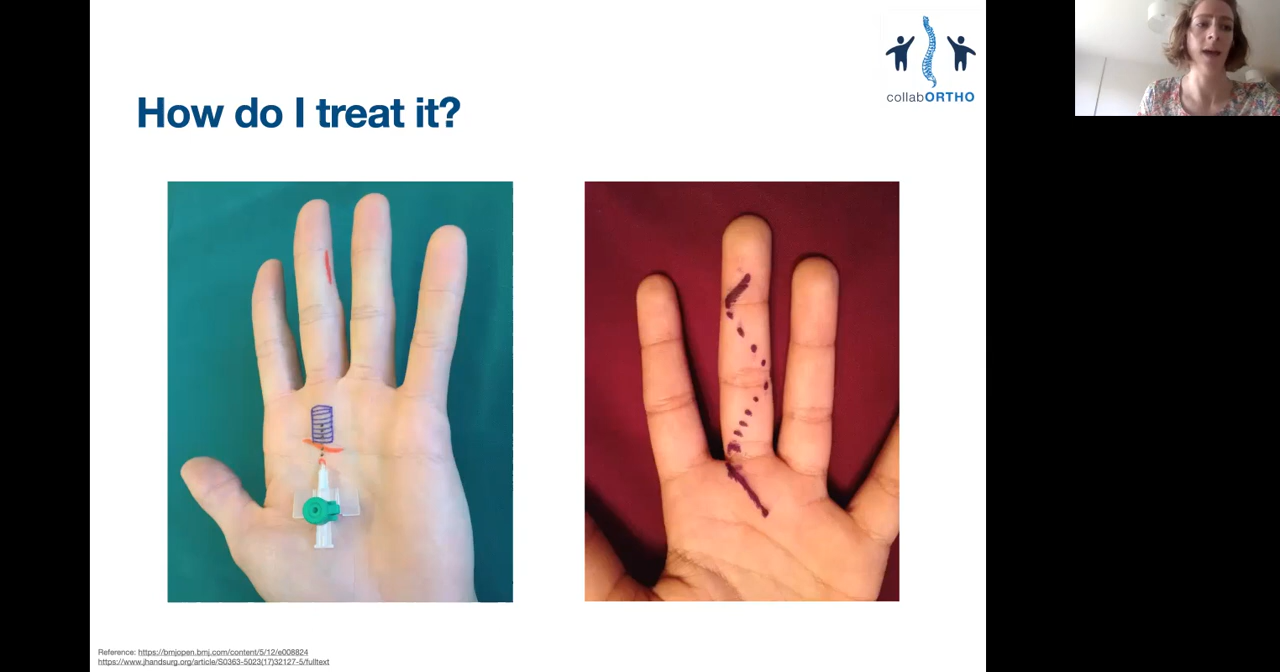 collabORTHO
How do I treat it?
Reference: https://bmjopen.bmj.com/content/5/12/e008824
https://www.jhandsurg.org/article/S0363-5023(17)32127-5/fulltext